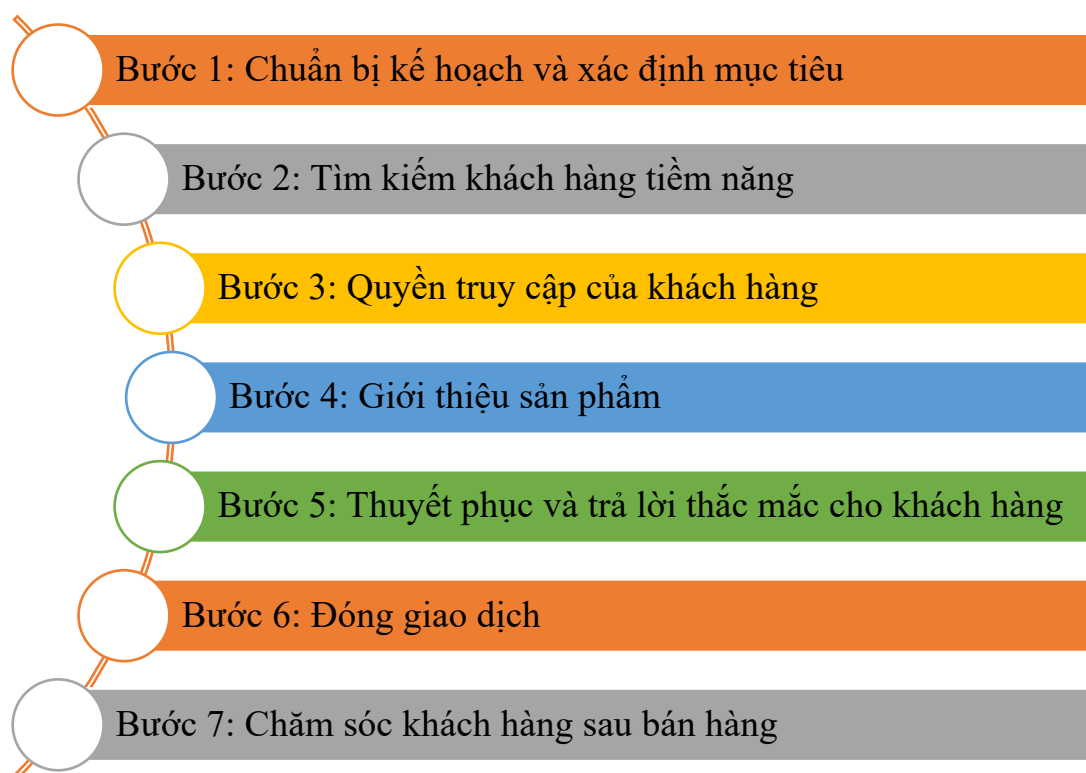 Bước 1: Chuẩn bị kế hoạch và xác định mục tiêu
Bước 2: Tìm kiếm khách hàng tiềm năng
Bước 3: Quyền truy cập của khách hàng
Bước 4: Giới thiệu sản phẩm
Bước 5: Thuyết phục và trả lời thắc mắc cho khách hàng
Bước 6: Đóng giao dịch
Bước 7: Chăm sóc khách hàng sau bán hàng